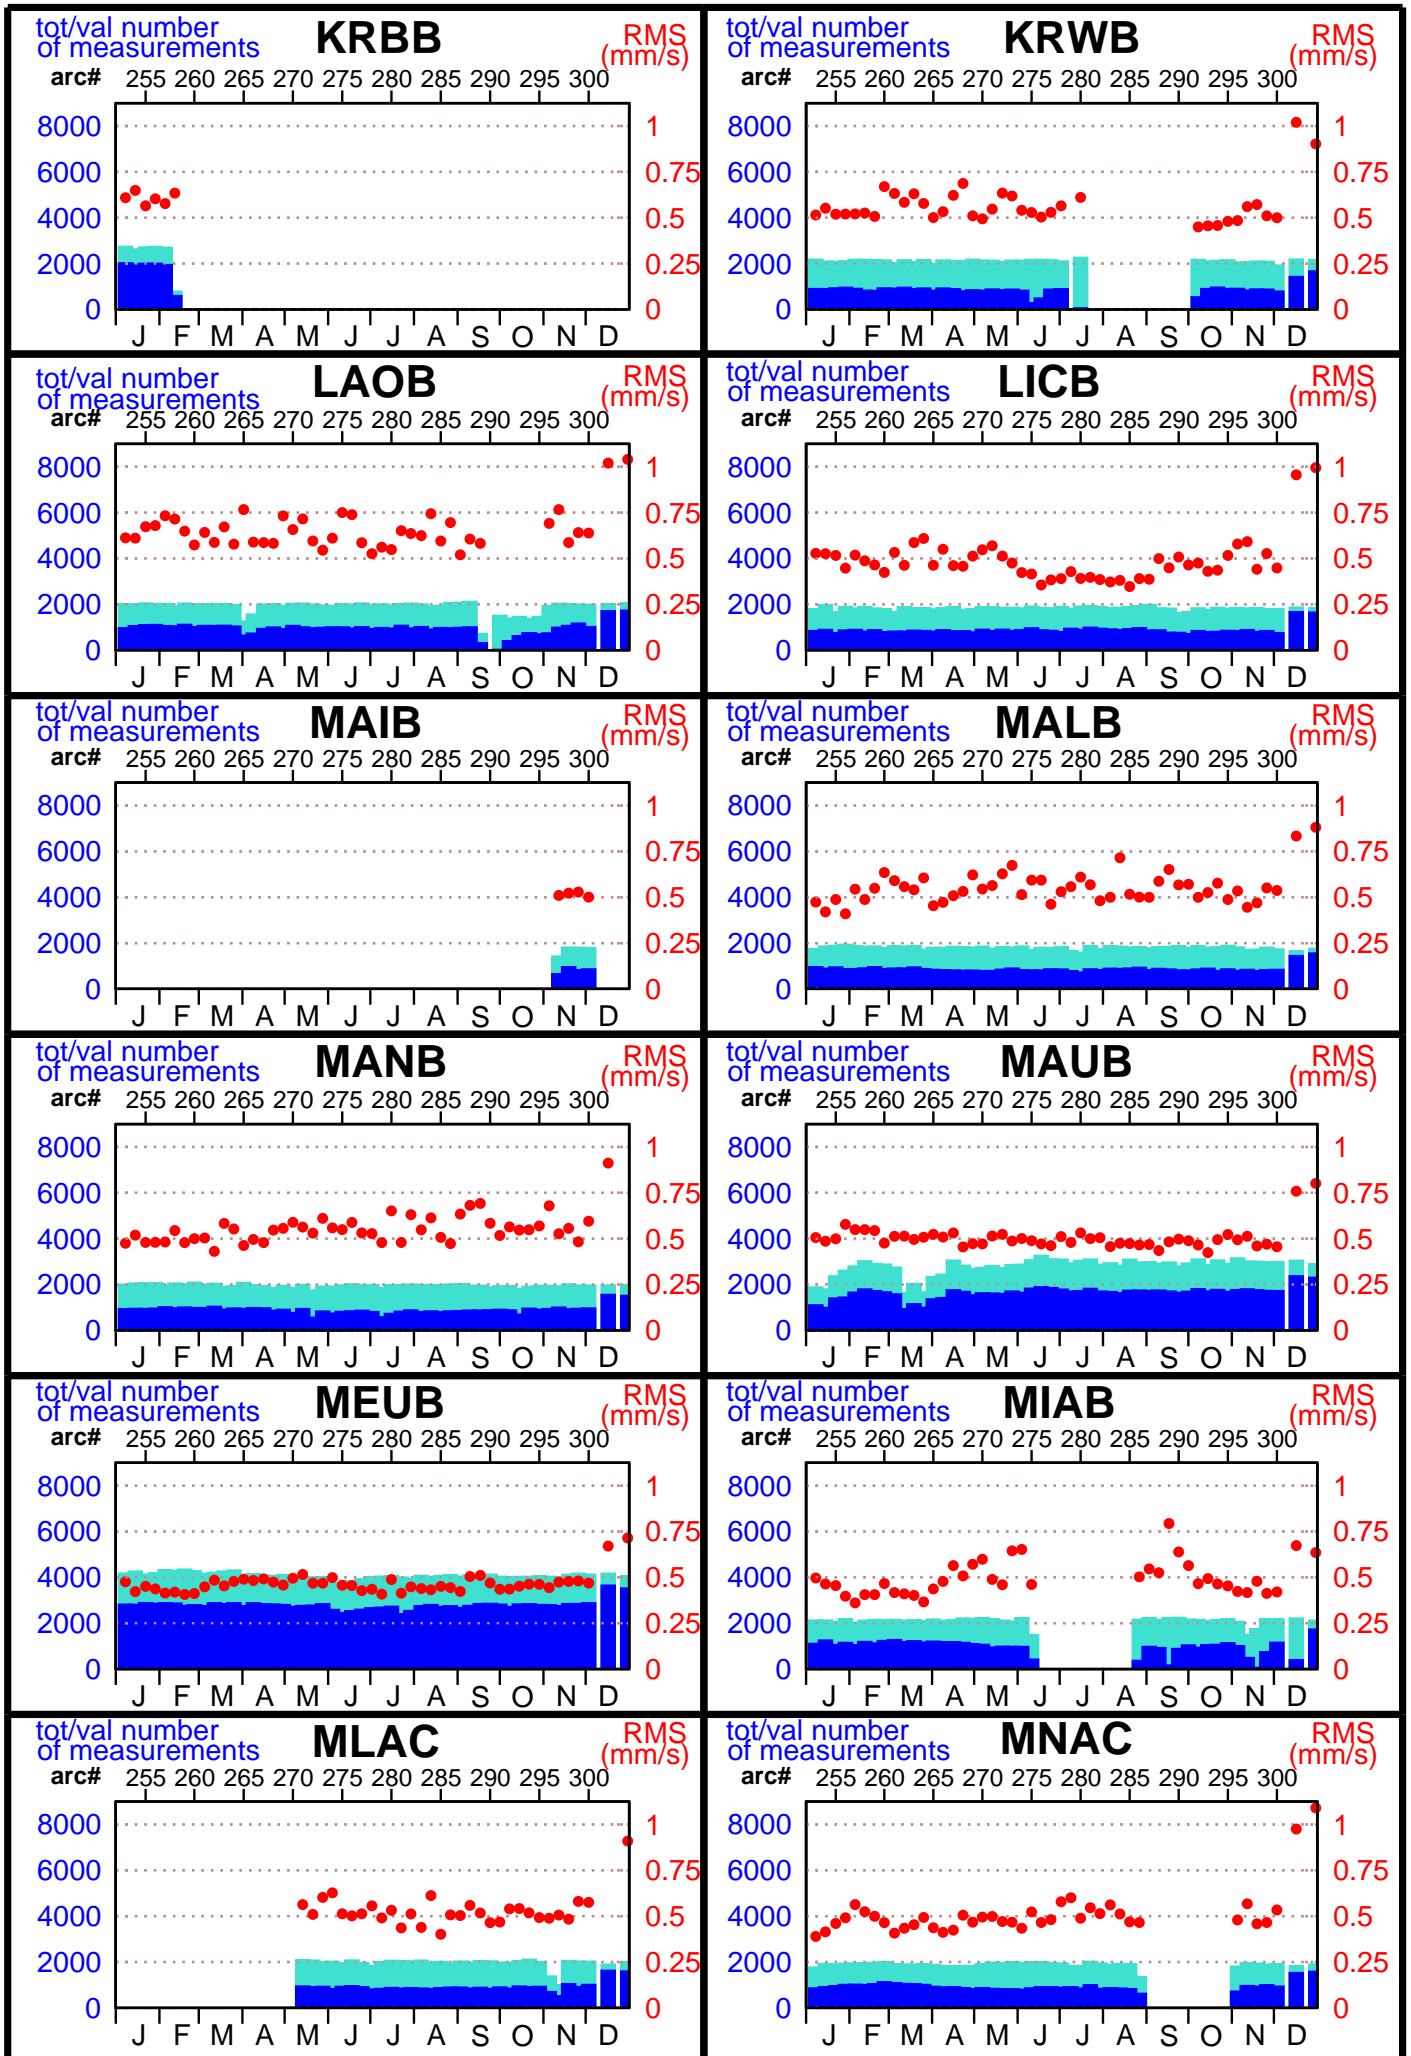 tot/val number KRBB RMS
of measurements (mm/s)
arc# 255 260 265 270 275 280 285 290 295 300
8000 1
6000 0.75
4000 0.5
2000 0.25
0 0
J F M A M J J A S O N D
tot/val number KRWB RMS
of measurements (mm/s)
arc# 255 260 265 270 275 280 285 290 295 300
8000 1
6000 0.75
4000 0.5
2000 0.25
0 0
J F M A M J J A S O N D
tot/val number LAOB RMS
of measurements (mm/s)
arc# 255 260 265 270 275 280 285 290 295 300
8000 1
6000 0.75
4000 0.5
2000 0.25
0 0
J F M A M J J A S O N D
tot/val number LICB RMS
of measurements (mm/s)
arc# 255 260 265 270 275 280 285 290 295 300
8000 1
6000 0.75
4000 0.5
2000 0.25
0 0
J F M A M J J A S O N D
tot/val number MAIB RMS
of measurements (mm/s)
arc# 255 260 265 270 275 280 285 290 295 300
8000 1
6000 0.75
4000 0.5
2000 0.25
0 0
J F M A M J J A S O N D
tot/val number MALB RMS
of measurements (mm/s)
arc# 255 260 265 270 275 280 285 290 295 300
8000 1
6000 0.75
4000 0.5
2000 0.25
0 0
J F M A M J J A S O N D
tot/val number MANB RMS
of measurements (mm/s)
arc# 255 260 265 270 275 280 285 290 295 300
8000 1
6000 0.75
4000 0.5
2000 0.25
0 0
J F M A M J J A S O N D
tot/val number MAUB RMS
of measurements (mm/s)
arc# 255 260 265 270 275 280 285 290 295 300
8000 1
6000 0.75
4000 0.5
2000 0.25
0 0
J F M A M J J A S O N D
tot/val number MEUB RMS
of measurements (mm/s)
arc# 255 260 265 270 275 280 285 290 295 300
8000 1
6000 0.75
4000 0.5
2000 0.25
0 0
J F M A M J J A S O N D
tot/val number MIAB RMS
of measurements (mm/s)
arc# 255 260 265 270 275 280 285 290 295 300
8000 1
6000 0.75
4000 0.5
2000 0.25
0 0
J F M A M J J A S O N D
tot/val number MLAC RMS
of measurements (mm/s)
arc# 255 260 265 270 275 280 285 290 295 300
8000 1
6000 0.75
4000 0.5
2000 0.25
0 0
J F M A M J J A S O N D
tot/val number MNAC RMS
of measurements (mm/s)
arc# 255 260 265 270 275 280 285 290 295 300
8000 1
6000 0.75
4000 0.5
2000 0.25
0 0
J F M A M J J A S O N D